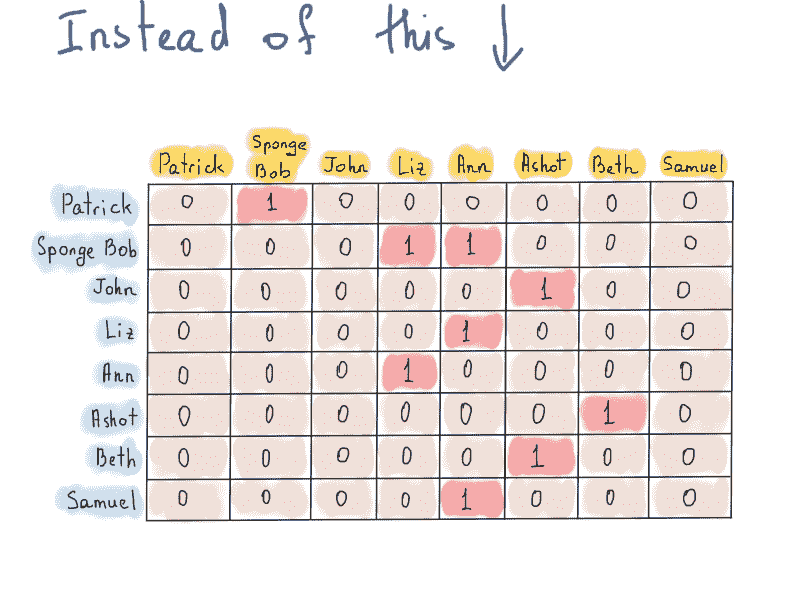 Instead of this ↓
Patrick Sponge Bob John Liz Ann Ashot Beth Samuel
Patrick 0 1 0 0 0 0 0 0
Sponge Bob 0 0 0 1 1 0 0 0
John 0 0 0 0 0 1 0 0
Liz 0 0 0 0 1 0 0 0
Ann 0 0 0 1 0 0 0 0
Ashot 0 0 0 0 0 0 1 0
Beth 0 0 0 0 0 1 0 0
Samuel 0 0 0 0 1 0 0 0